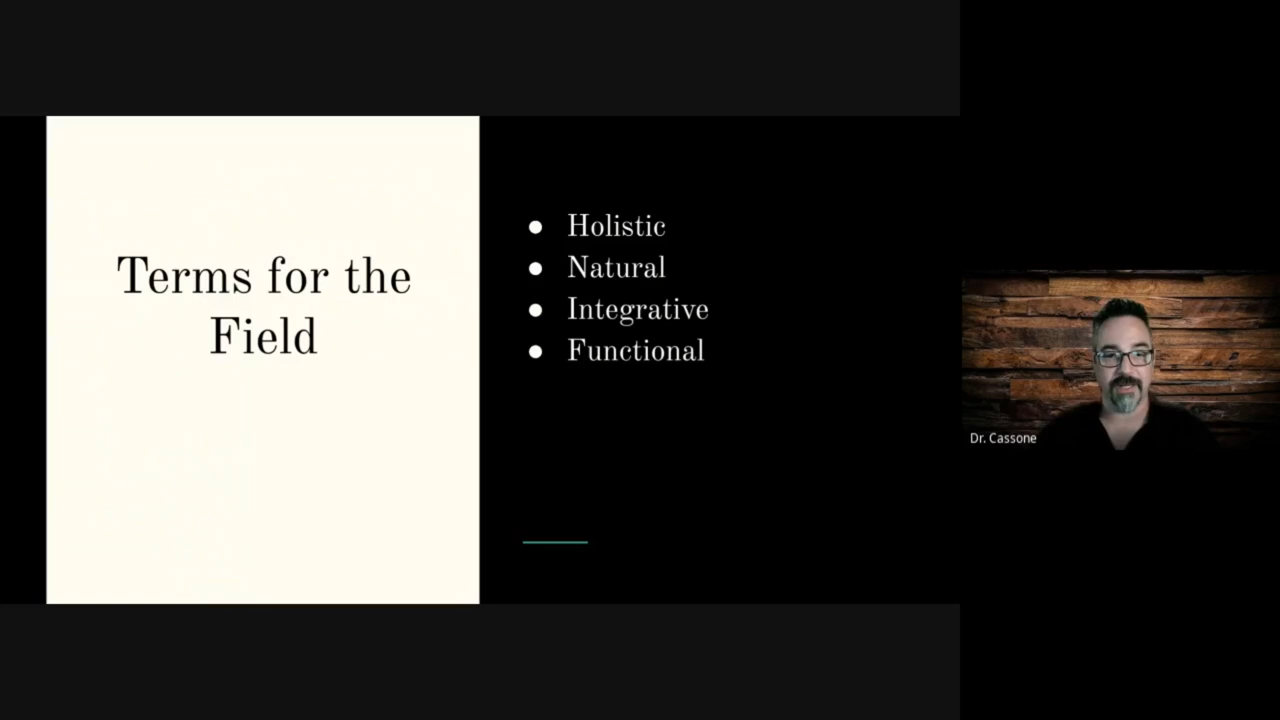 Terms for the
Field
Holistic
Natural
Integrative
Functional
Dr. Cassone